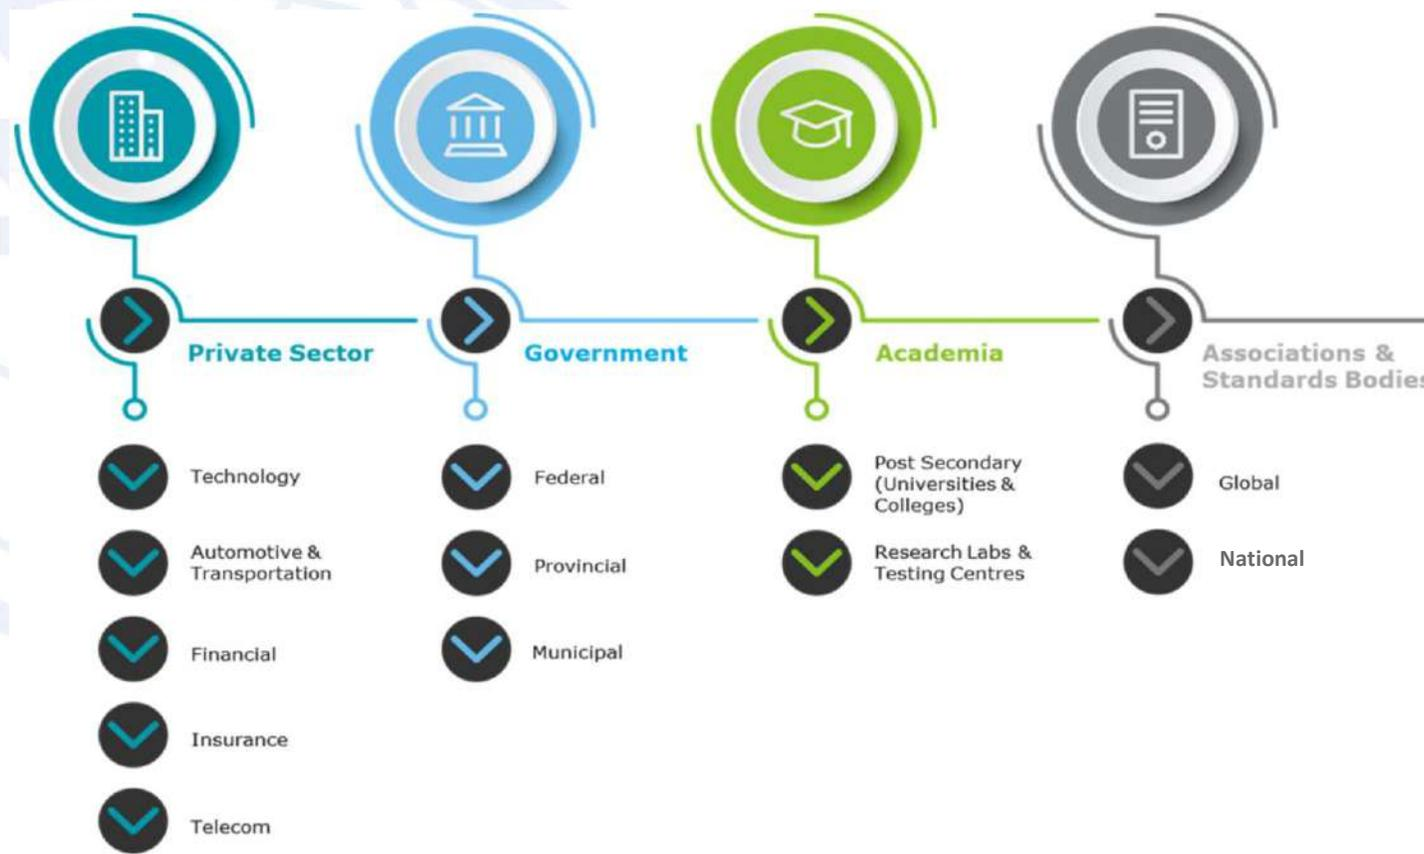 Private Sector
Technology
Automotive &
Transportation
Financial
Insurance
Telecom
Government
Federal
Provincial
Municipal
Academia
Post Secondary
(Universities &
Colleges)
Research Labs &
Testing Centres
Associations &
Standards Bodies
Global
National